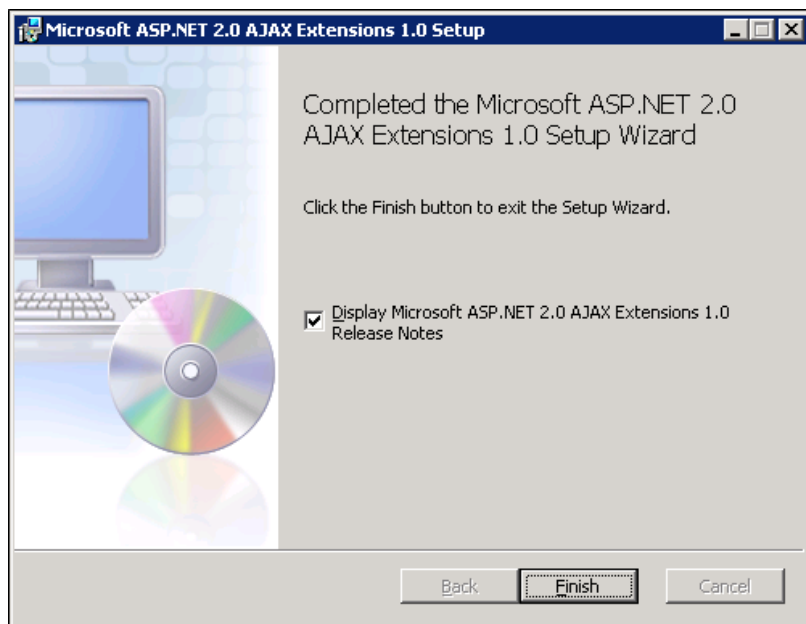 Microsoft ASP.NET 2.0 AJAX Extensions 1.0 Setup
Completed the Microsoft ASP.NET 2.0
AJAX Extensions 1.0 Setup Wizard
Click the Finish button to exit the Setup Wizard.
Display Microsoft ASP.NET 2.0 AJAX Extensions 1.0
Release Notes
Back
Finish
Cancel